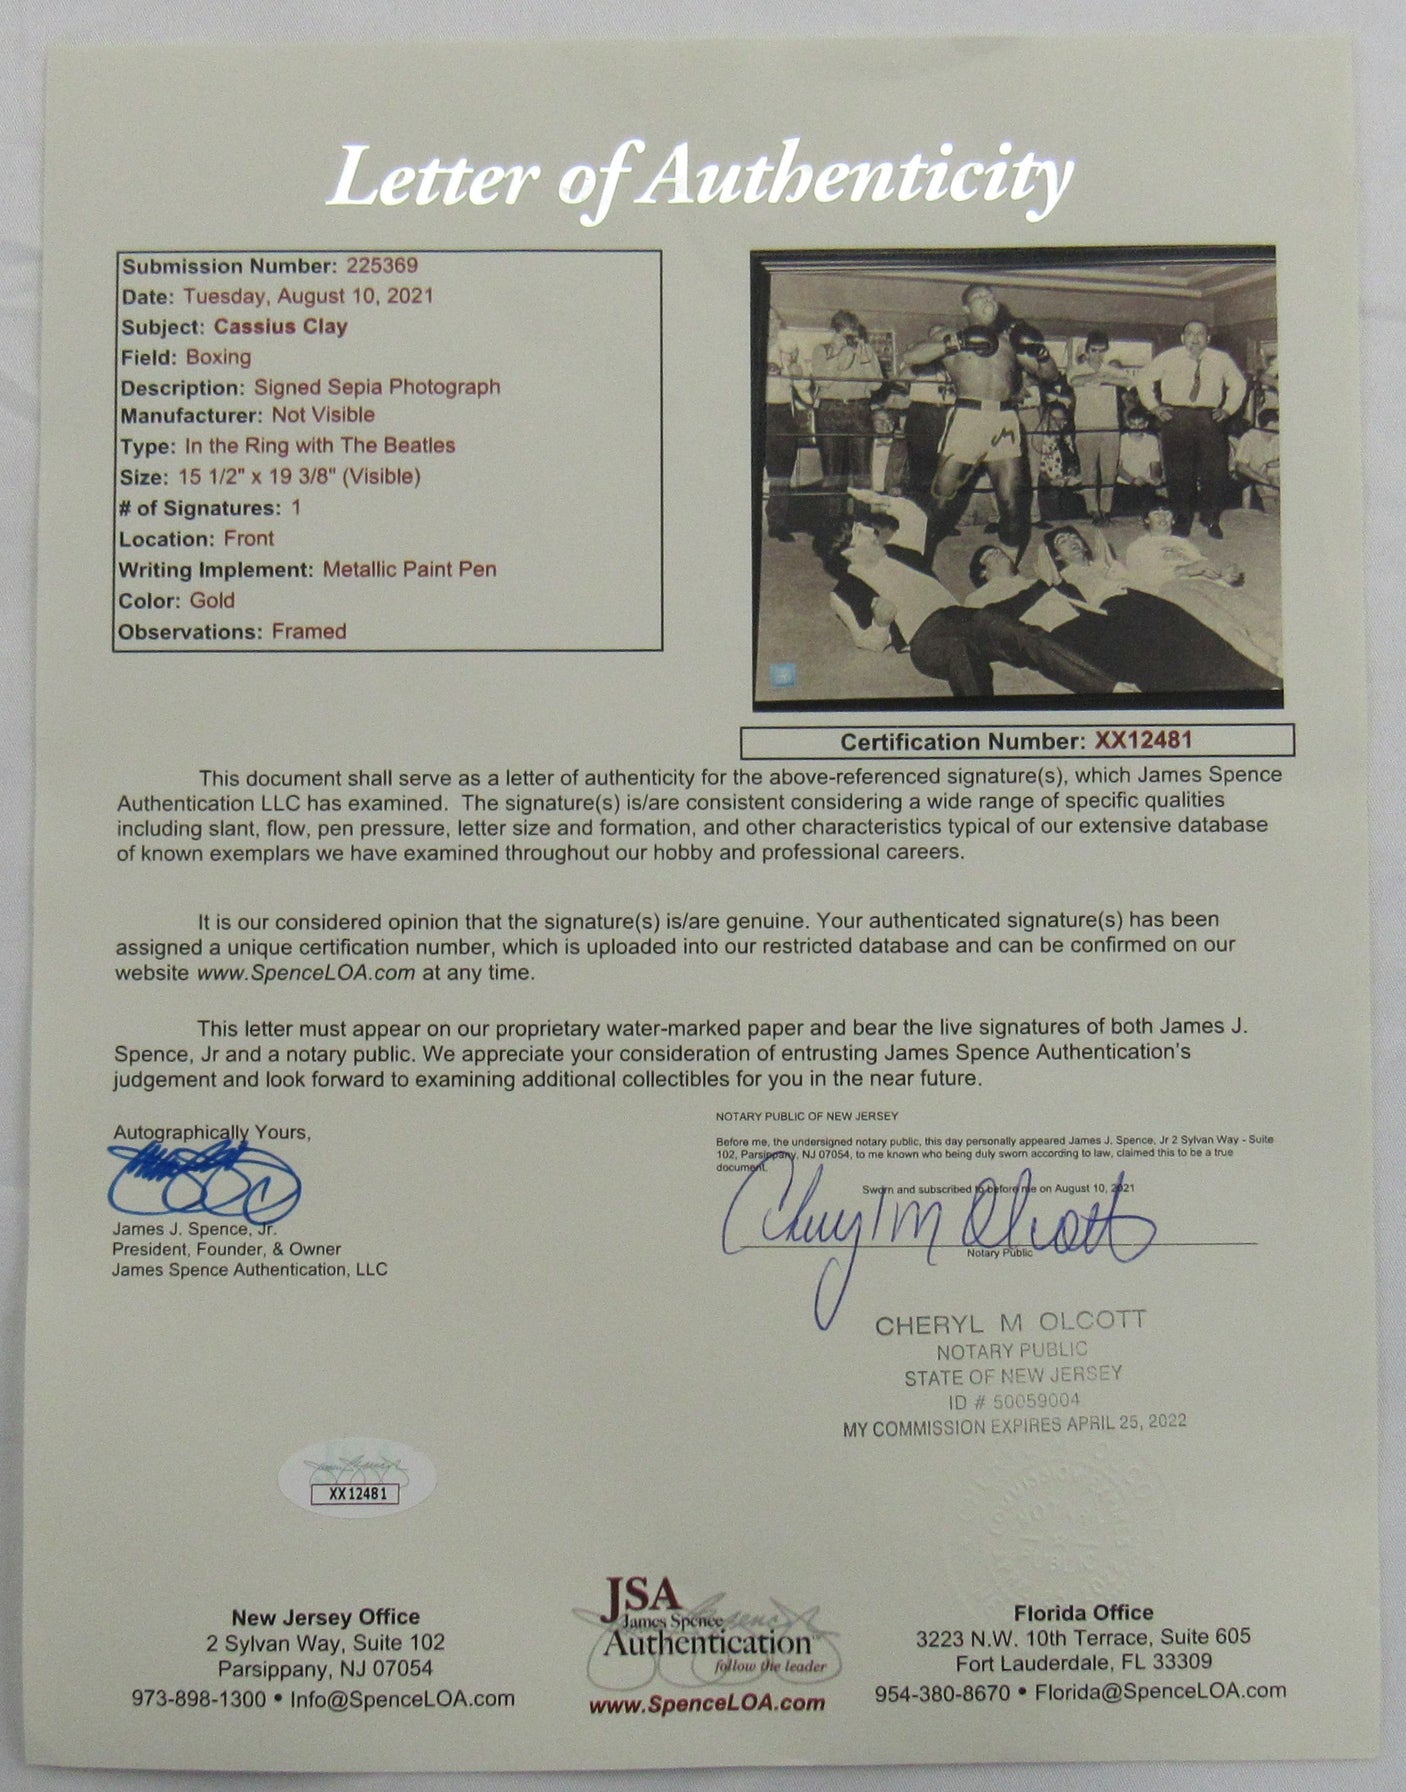 Letter of Authenticity
Submission Number: 225369
Date: Tuesday, August 10, 2021
Subject: Cassius Clay
Field: Boxing
Description: Signed Sepia Photograph
Manufacturer: Not Visible
Type: In the Ring with The Beatles
Size: 15 1/2" x 19 3/8" (Visible)
# of Signatures: 1
Location: Front
Writing Implement: Metallic Paint Pen
Color: Gold
Observations: Framed
Certification Number: XX12481
This document shall serve as a letter of authenticity for the above-referenced signature(s), which James Spence
Authentication LLC has examined. The signature(s) is/are consistent considering a wide range of specific qualities
including slant, flow, pen pressure, letter size and formation, and other characteristics typical of our extensive database
of known exemplars we have examined throughout our hobby and professional careers.
It is our considered opinion that the signature(s) is/are genuine. Your authenticated signature(s) has been
assigned a unique certification number, which is uploaded into our restricted database and can be confirmed on our
website www.SpenceLOA.com at any time.
This letter must appear on our proprietary water-marked paper and bear the live signatures of both James J.
Spence, Jr and a notary public. We appreciate your consideration of entrusting James Spence Authentication's
judgement and look forward to examining additional collectibles for you in the near future.
Autographically Yours,
James J. Spence, Jr.
President, Founder, & Owner
James Spence Authentication, LLC
NOTARY PUBLIC OF NEW JERSEY
Before me, the undersigned notary public, this day personally appeared James J. Spence, Jr 2 Sylvan Way - Suite
102, Parsippany, NJ 07054, to me known who being duly sworn according to law, claimed this to be a true
document.
Sworn and subscribed to before me on August 10, 2021
Cheryl M Olcott
Notary Public
CHERYL M OLCOTT
NOTARY PUBLIC
STATE OF NEW JERSEY
ID # 50059004
MY COMMISSION EXPIRES APRIL 25, 2022
XX12481
New Jersey Office
2 Sylvan Way, Suite 102
Parsippany, NJ 07054
973-898-1300 • Info@SpenceLOA.com
JSA
James Spence
Authentication™
follow the leader
www.SpenceLOA.com
Florida Office
3223 N.W. 10th Terrace, Suite 605
Fort Lauderdale, FL 33309
954-380-8670 • Florida@SpenceLOA.com